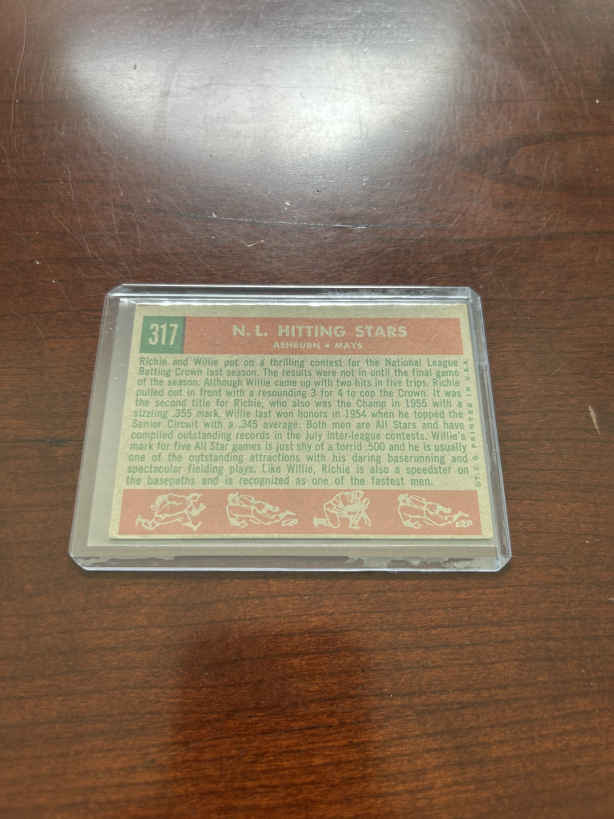 317
N. L. HITTING STARS
ASHBURN • MAYS
Richie and Willie put on a thrilling contest for the National League
Batting Crown last season. The results were not in until the final game
of the season. Although Willie came up with two hits in five trips. Richie
pulled out in front with a resounding 3 for 4 to cop the Crown. It was
the second title for Richie, who also was the Champ in 1955 with a
sizzling .355 mark. Willie last won honors in 1954 when he topped the
Senior Circuit with a .345 average. Both men are All Stars and have
compiled outstanding records in the July inter-league contests. Willie's
mark for five All Star games is just shy of a torrid .500 and he is usually
one of the outstanding attractions with his daring baserunning and
spectacular fielding plays. Like Willie, Richie is also a speedster on
the basepaths and is recognized as one of the fastest men.
©T. C. G. PRINTED IN U.S.A.